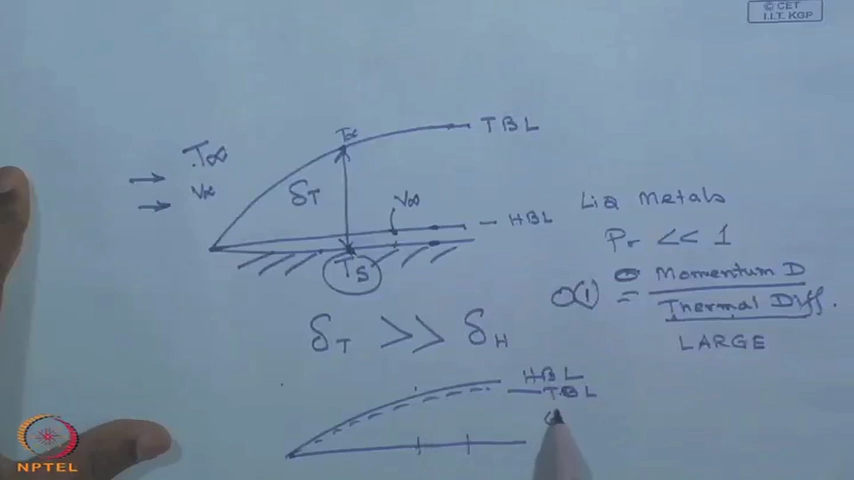 © CET
I.I.T. KGP
T∞
T∞
TBL
V∞
δT
V∞
HBL
Liq Metals
Pr << 1
TS
O(1) = Momentum D
Thermal Diff.
LARGE
δT >> δH
HBL
TBL
NPTEL